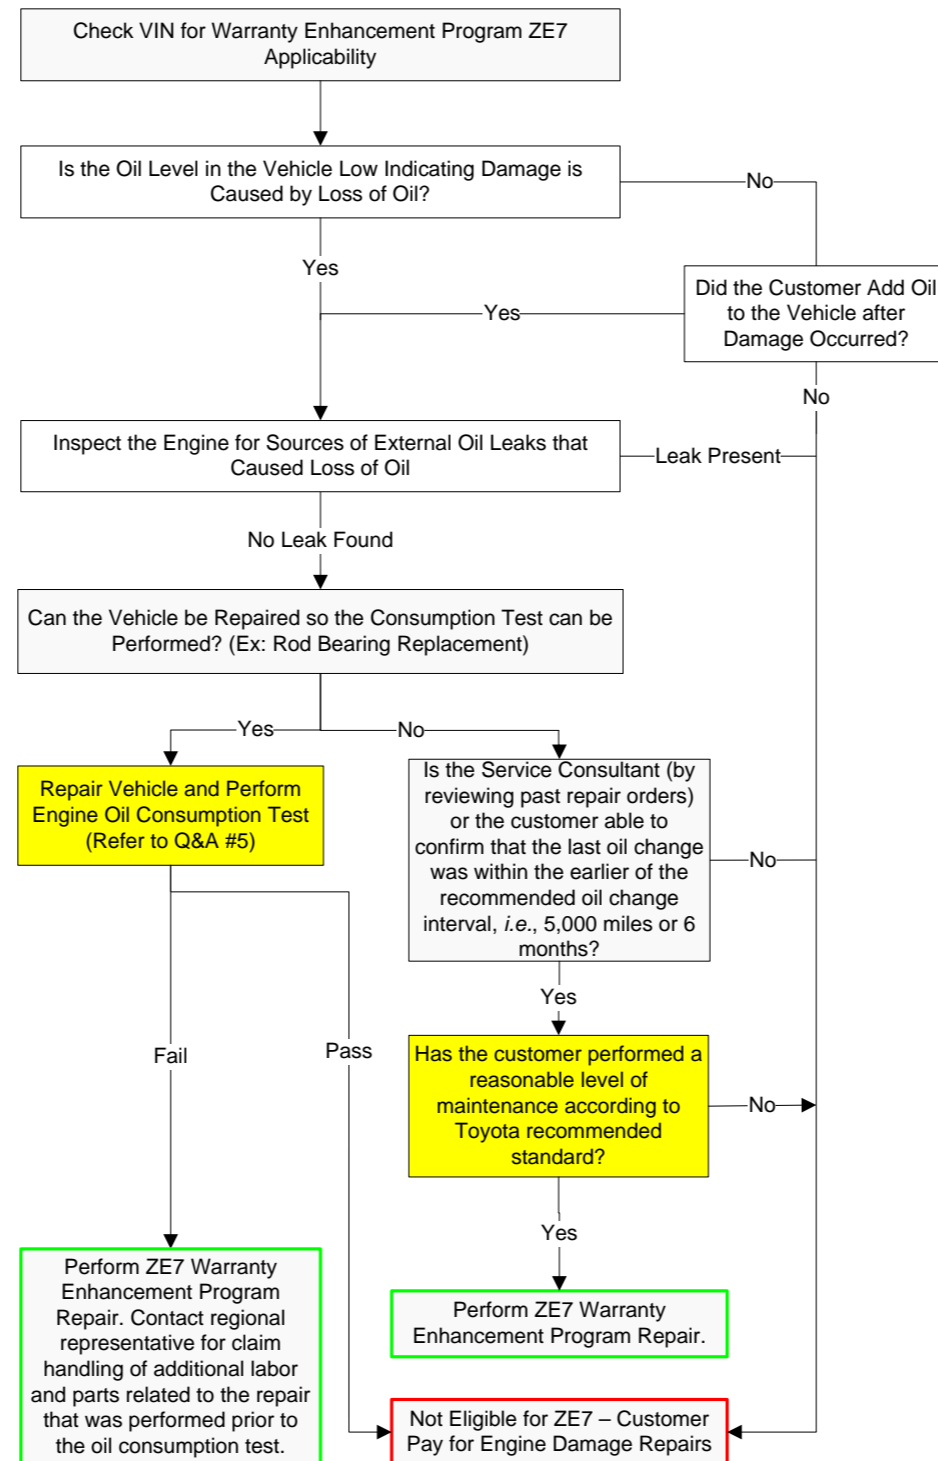 Check VIN for Warranty Enhancement Program ZE7
Applicability
Is the Oil Level in the Vehicle Low Indicating Damage is
Caused by Loss of Oil?
No
Yes
Did the Customer Add Oil
to the Vehicle after
Damage Occurred?
Yes
No
Inspect the Engine for Sources of External Oil Leaks that
Caused Loss of Oil
Leak Present
No Leak Found
Can the Vehicle be Repaired so the Consumption Test can be
Performed? (Ex: Rod Bearing Replacement)
Yes
No
Repair Vehicle and Perform
Engine Oil Consumption Test
(Refer to Q&A #5)
Is the Service Consultant (by
reviewing past repair orders)
or the customer able to
confirm that the last oil change
was within the earlier of the
recommended oil change
interval, i.e., 5,000 miles or 6
months?
No
Yes
Fail
Pass
Has the customer performed a
reasonable level of
maintenance according to
Toyota recommended
standard?
No
Yes
Perform ZE7 Warranty
Enhancement Program
Repair. Contact regional
representative for claim
handling of additional labor
and parts related to the repair
that was performed prior to
the oil consumption test.
Perform ZE7 Warranty
Enhancement Program Repair.
Not Eligible for ZE7 – Customer
Pay for Engine Damage Repairs